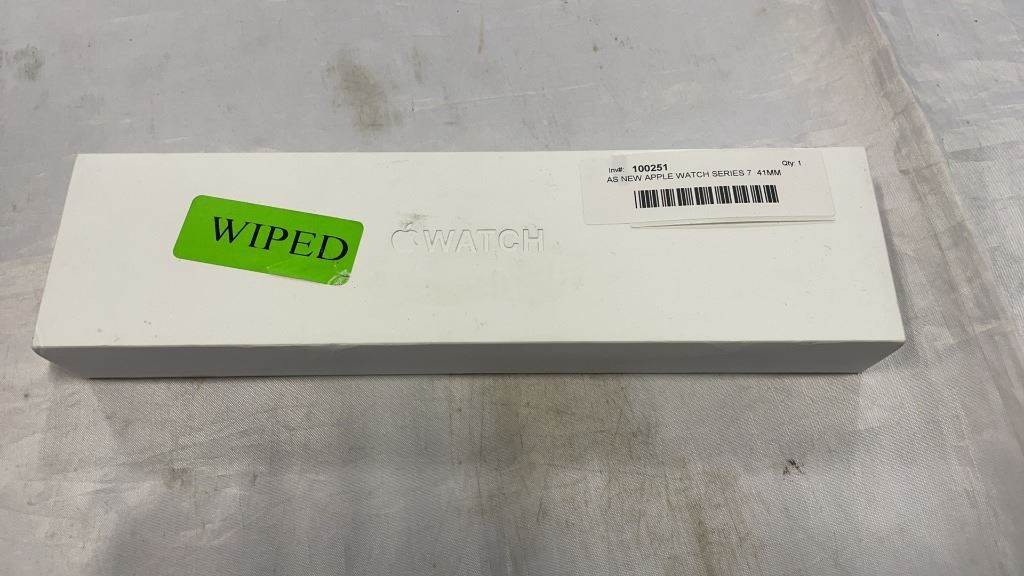 Inv#: 100251 Qty: 1
AS NEW APPLE WATCH SERIES 7 41MM
WIPED
WATCH